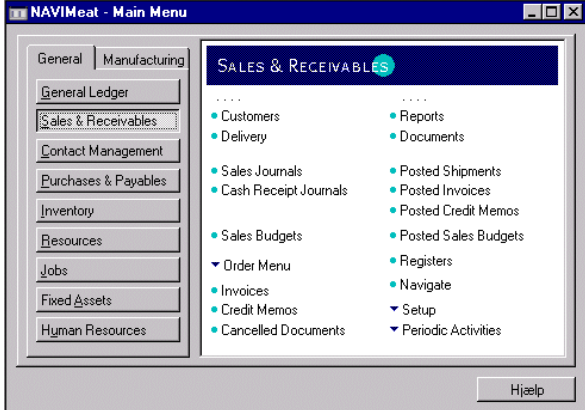 NAVIMeat - Main Menu
General
Manufacturing
General Ledger
Sales & Receivables
Contact Management
Purchases & Payables
Inventory
Resources
Jobs
Fixed Assets
Human Resources
SALES & RECEIVABLES
Customers
Delivery
Sales Journals
Cash Receipt Journals
Sales Budgets
Order Menu
Invoices
Credit Memos
Cancelled Documents
Reports
Documents
Posted Shipments
Posted Invoices
Posted Credit Memos
Posted Sales Budgets
Registers
Navigate
Setup
Periodic Activities
Hjælp